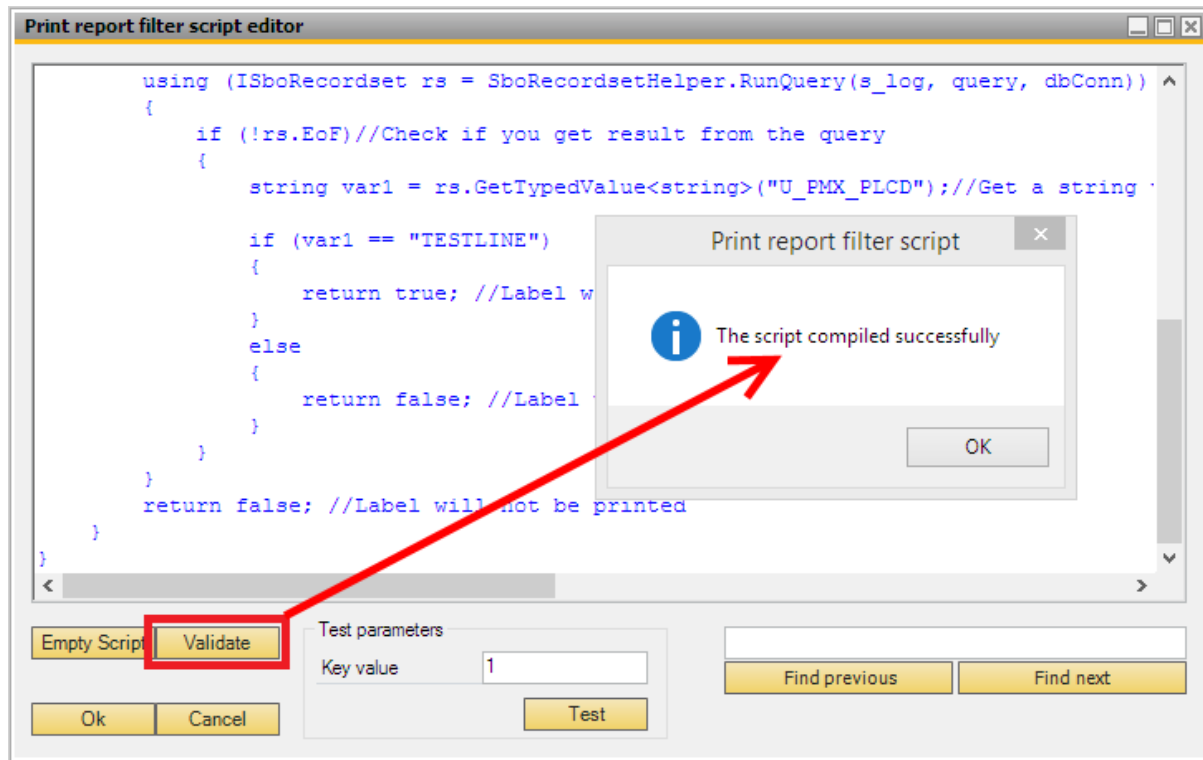 Print report filter script editor
using (ISboRecordset rs = SboRecordsetHelper.RunQuery(s_log, query, dbConn))
{
if (!rs.EoF)//Check if you get result from the query
{
string var1 = rs.GetTypedValue<string>("U_PMX_PLCD");//Get a string
if (var1 == "TESTLINE")
{
return true; //Label w
}
else
{
return false; //Label
}
}
}
return false; //Label will not be printed
}
}
Print report filter script
The script compiled successfully
OK
Empty Script Validate
Test parameters
Key value 1
Find previous Find next
Ok Cancel Test